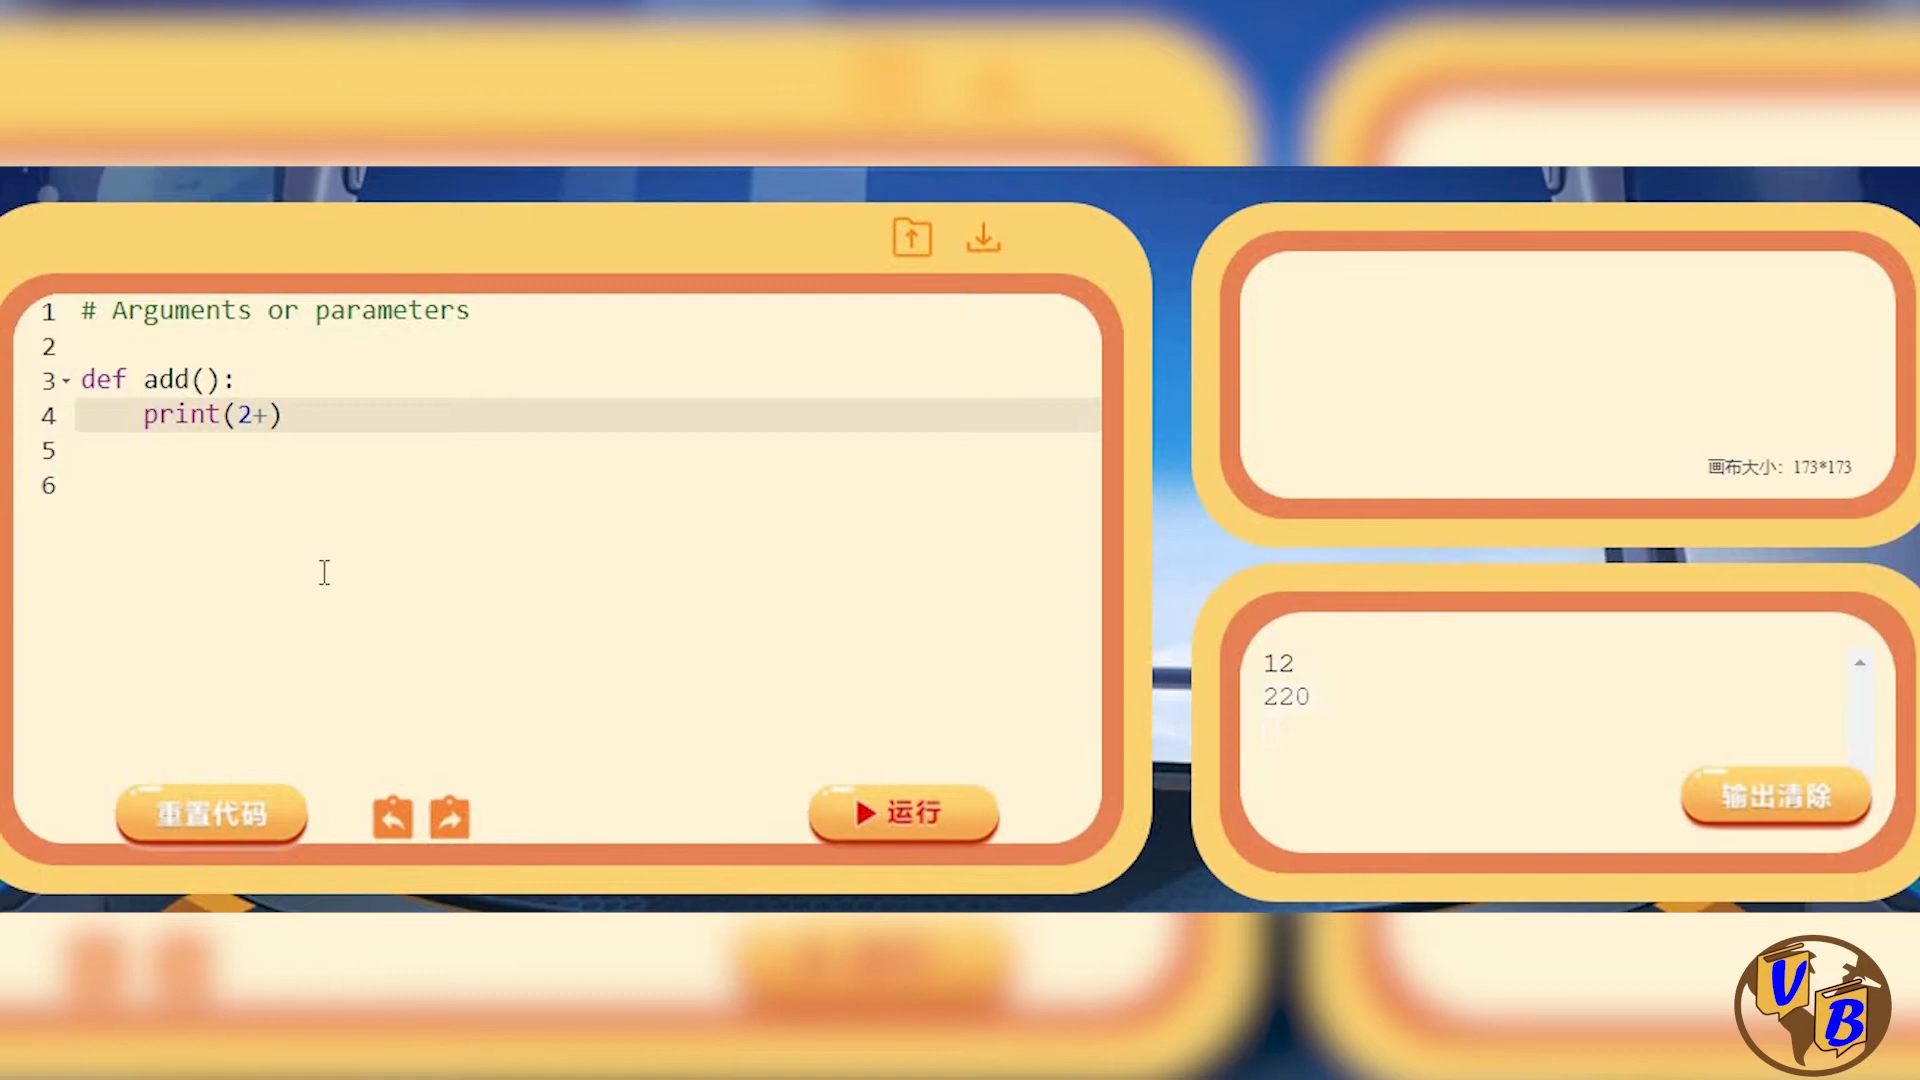 1 # Arguments or parameters
2
3 def add():
4     print(2+)
5
6
重置代码
运行
画布大小：173*173
12
220
输出清除
V
B